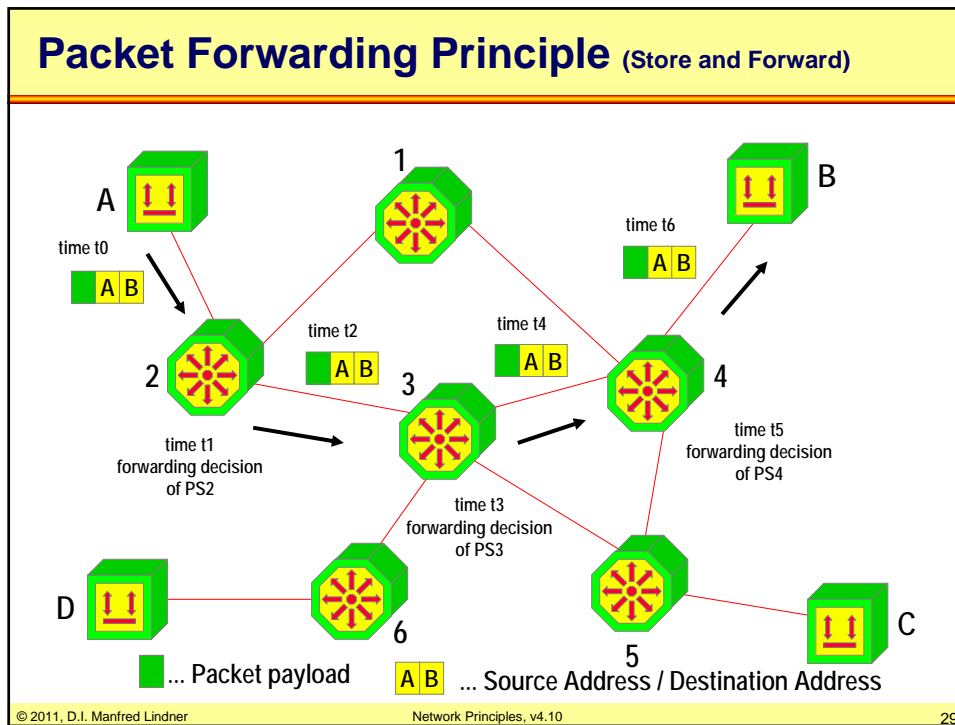 Packet Forwarding Principle (Store and Forward)
1
B
A
time t0
A B
time t6
A B
time t2
A B
time t4
A B
2
3
4
time t1
forwarding decision
of PS2
time t5
forwarding decision
of PS4
time t3
forwarding decision
of PS3
D
6
5
C
... Packet payload
A B ... Source Address / Destination Address
© 2011, D.I. Manfred Lindner
Network Principles, v4.10
29